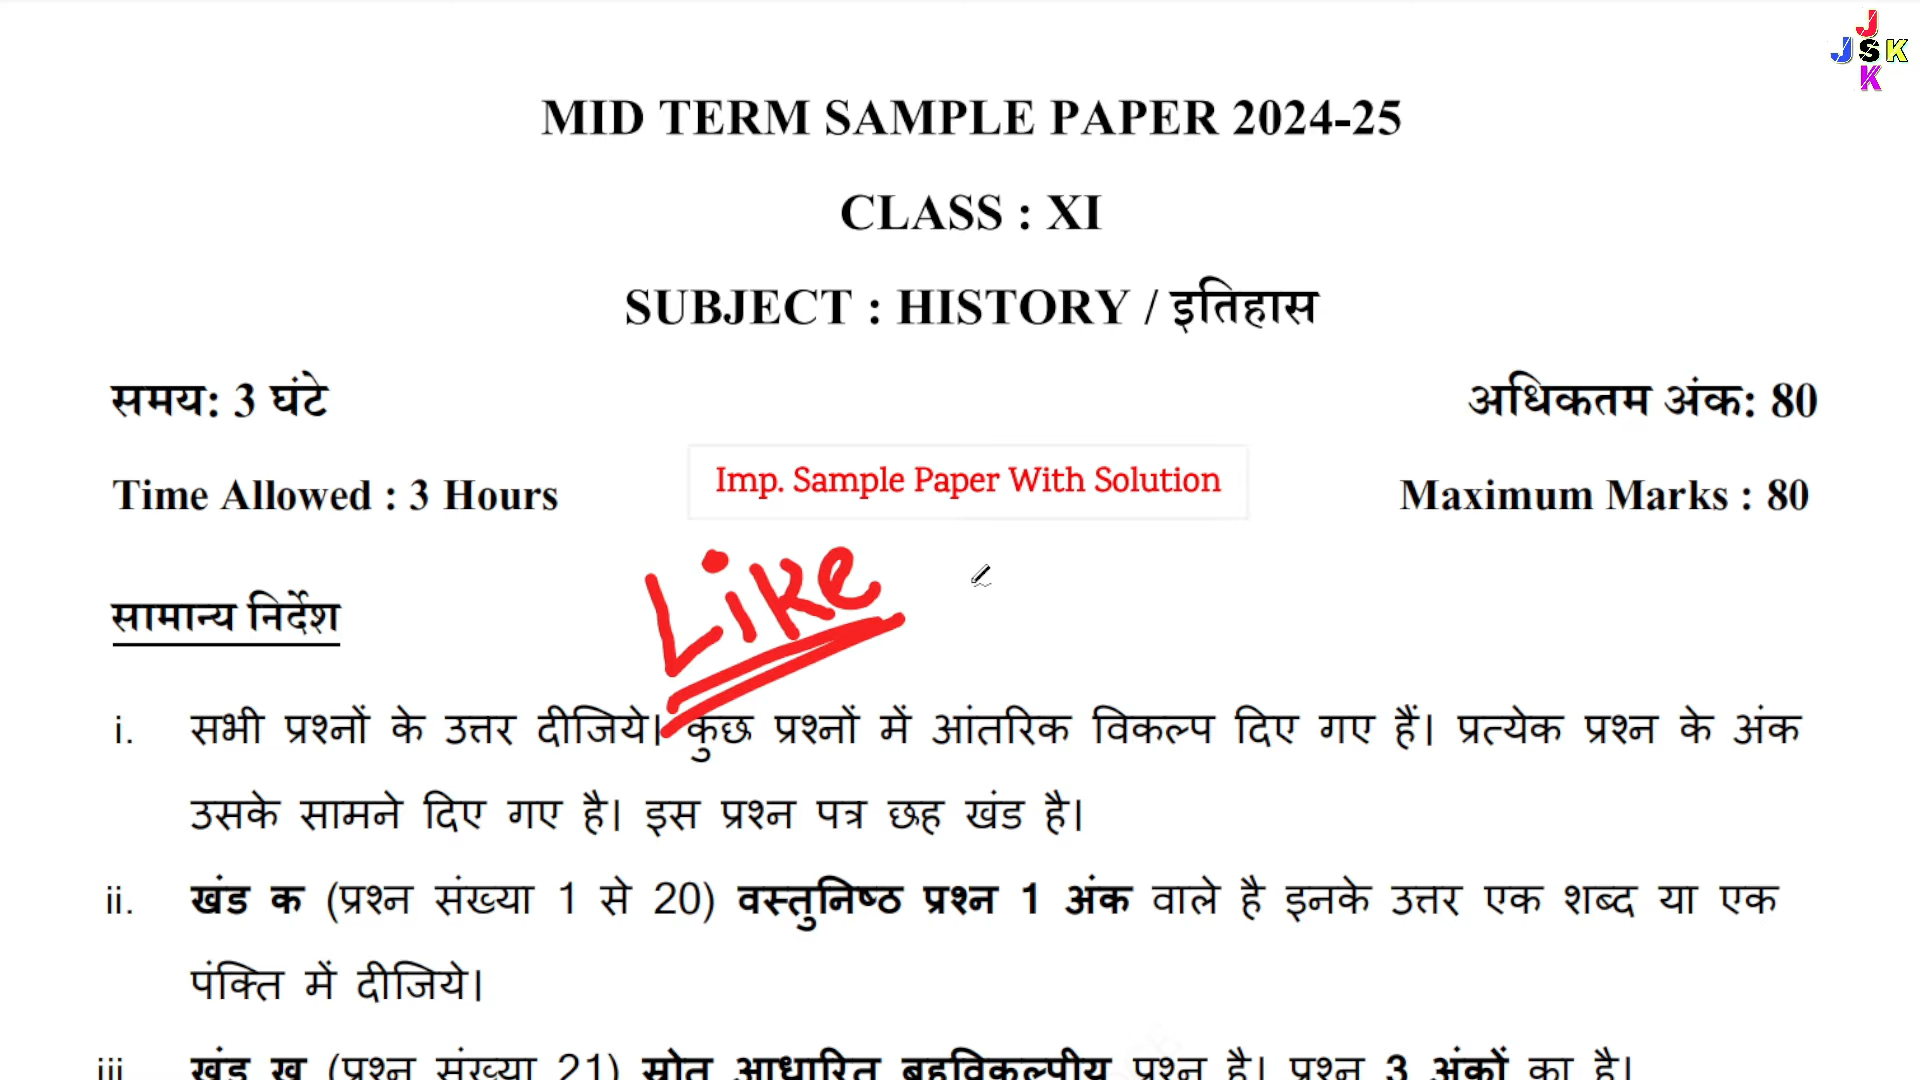 J
JSK
K
MID TERM SAMPLE PAPER 2024-25
CLASS : XI
SUBJECT : HISTORY / इतिहास
समय: 3 घंटे अधिकतम अंक: 80
Time Allowed : 3 Hours Imp. Sample Paper With Solution Maximum Marks : 80
Like
सामान्य निर्देश
i. सभी प्रश्नों के उत्तर दीजिये। कुछ प्रश्नों में आंतरिक विकल्प दिए गए हैं। प्रत्येक प्रश्न के अंक
उसके सामने दिए गए है। इस प्रश्न पत्र छह खंड है।
ii. खंड क (प्रश्न संख्या 1 से 20) वस्तुनिष्ठ प्रश्न 1 अंक वाले है इनके उत्तर एक शब्द या एक
पंक्ति में दीजिये।
iii. खंड ख (प्रश्न संख्या 21) स्रोत आधारित बहुविकल्पीय प्रश्न है। प्रश्न 3 अंकों का है।